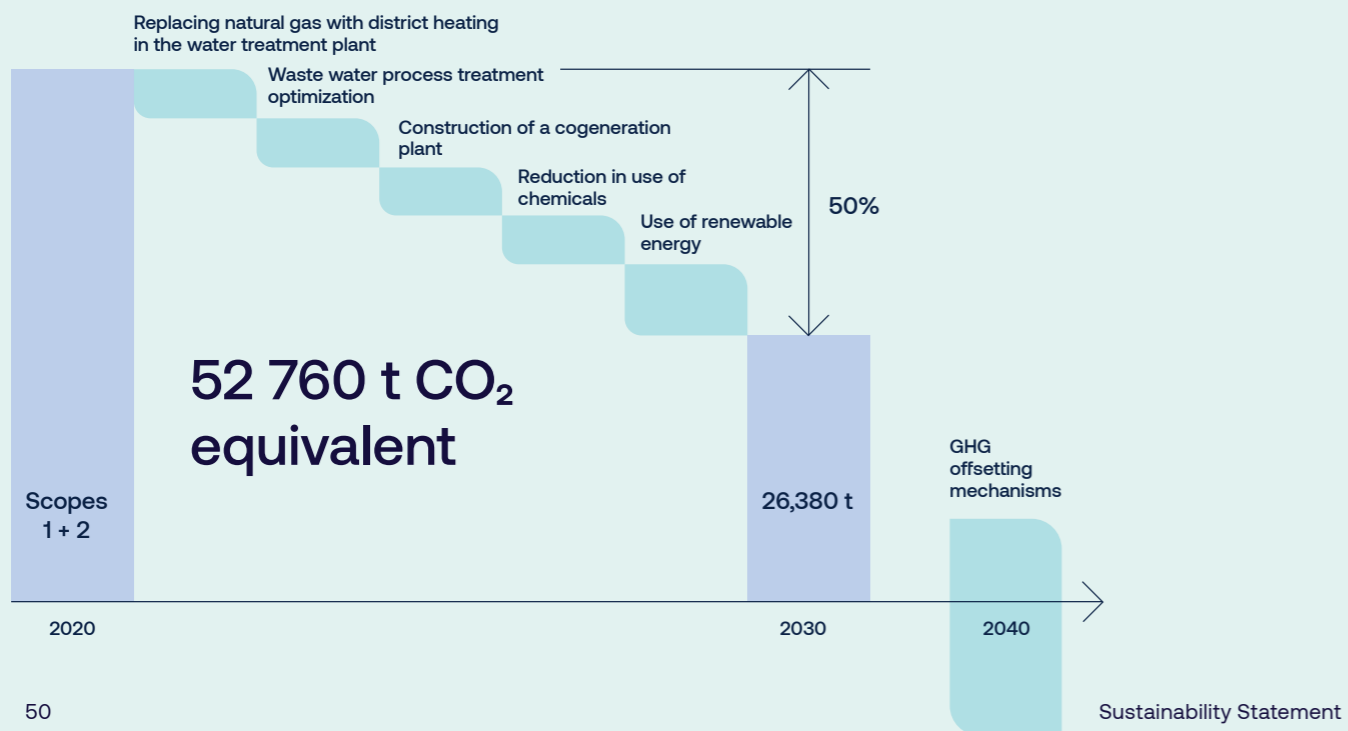 Replacing natural gas with district heating
in the water treatment plant
Waste water process treatment
optimization
Construction of a cogeneration
plant
Reduction in use of
chemicals
Use of renewable
energy
50%
52 760 t CO₂
equivalent
Scopes
1 + 2
26,380 t
GHG
offsetting
mechanisms
2020
2030
2040
50
Sustainability Statement